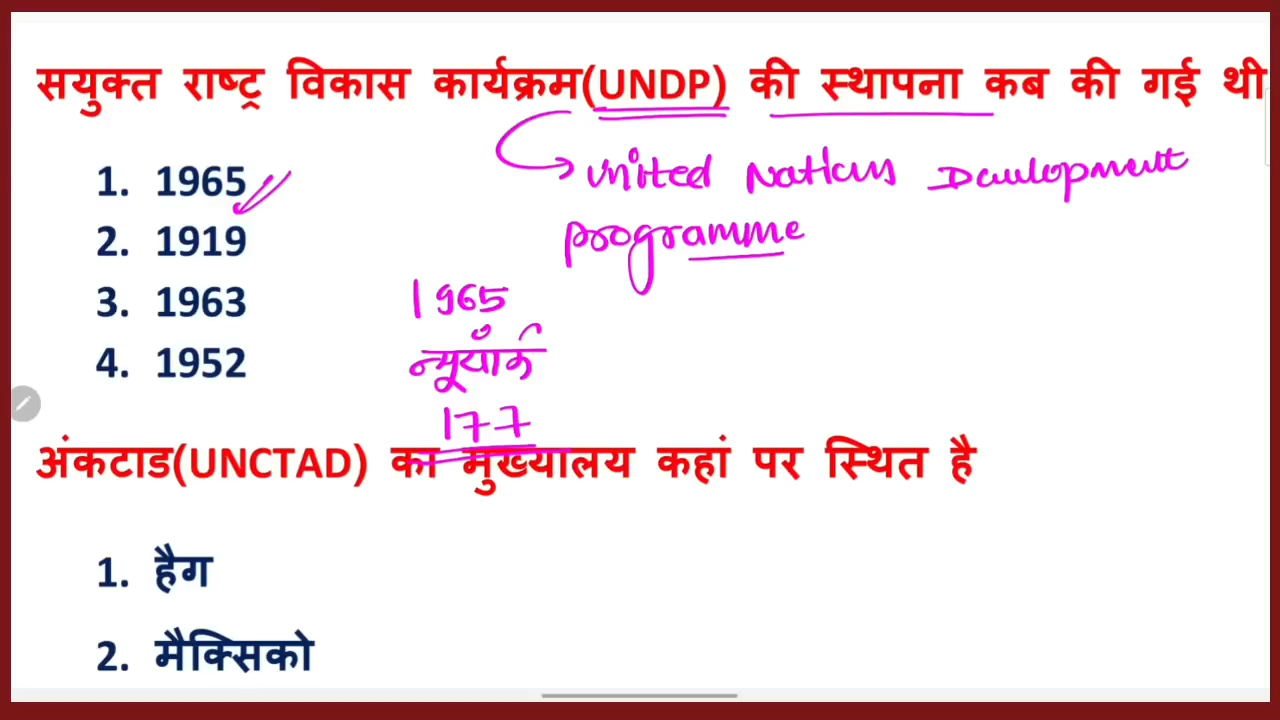 सयुक्त राष्ट्र विकास कार्यक्रम(UNDP) की स्थापना कब की गई थी
United Nations Development
programme
1. 1965
2. 1919
3. 1963
4. 1952
1965
न्यूयॉर्क
177
अंकटाड(UNCTAD) का मुख्यालय कहां पर स्थित है
1. हैग
2. मैक्सिको